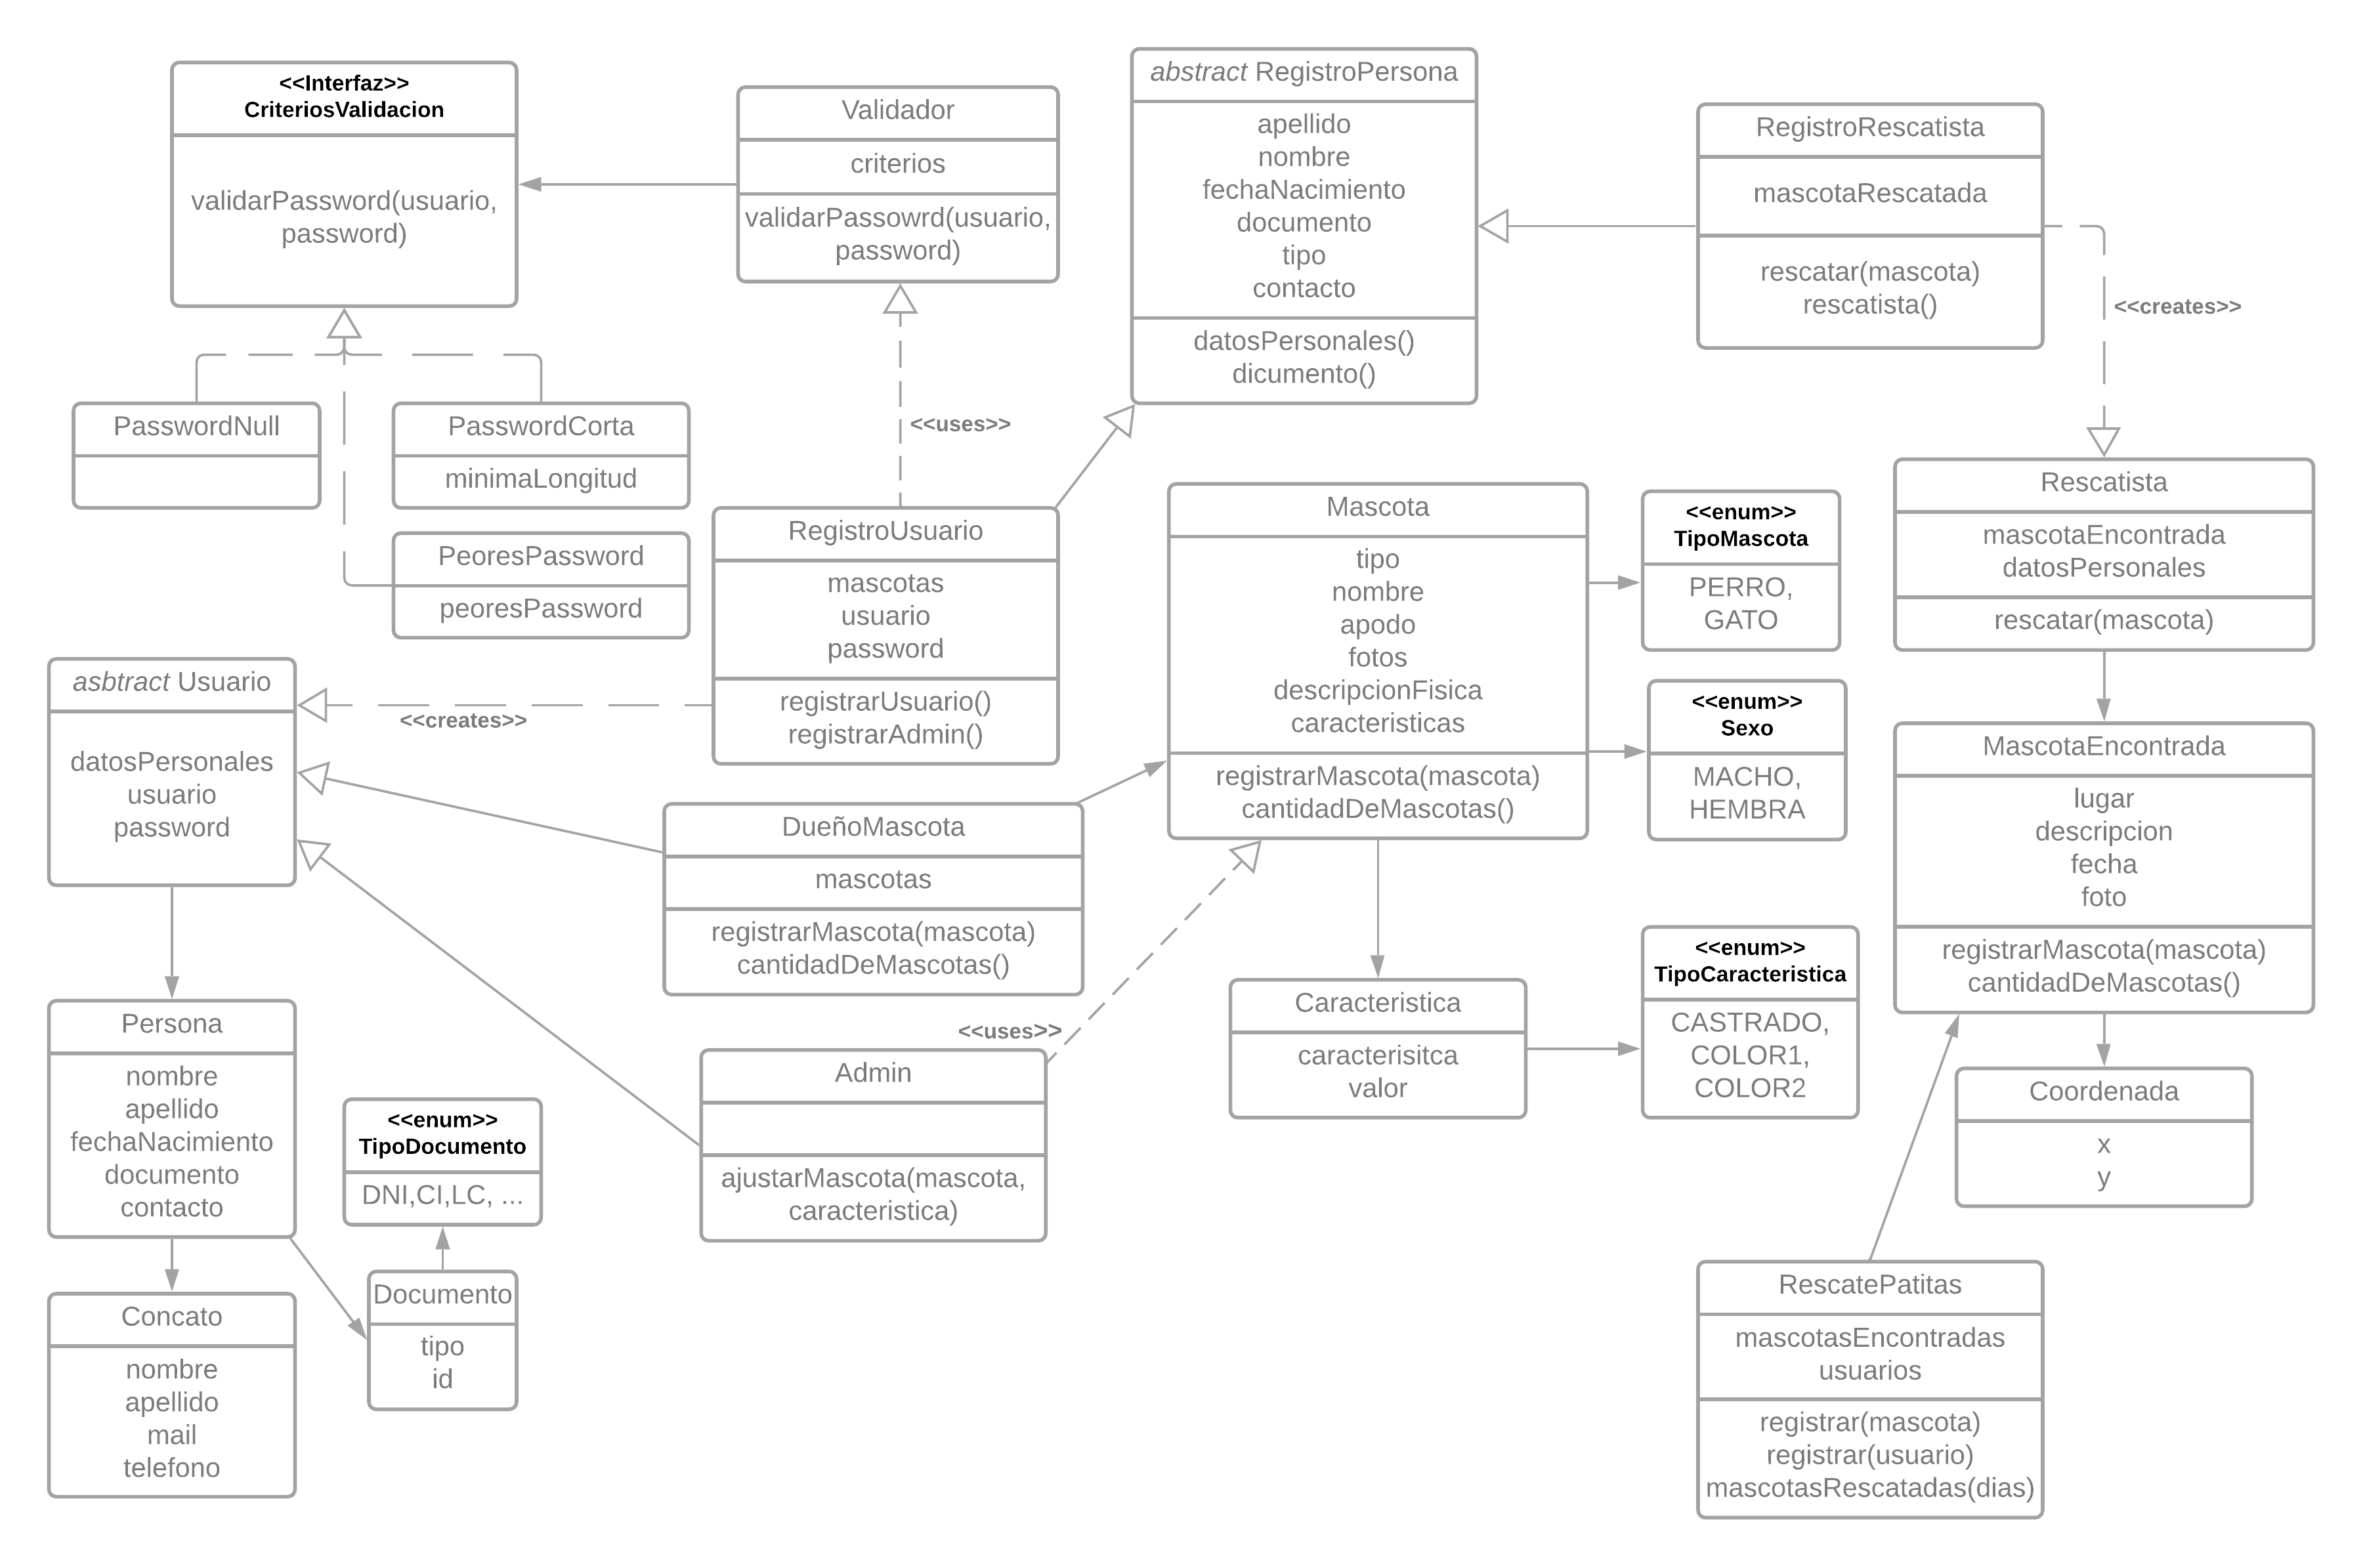 <<Interfaz>>
CriteriosValidacion
validarPassword(usuario,
password)
Validador
criterios
validarPassowrd(usuario,
password)
abstract RegistroPersona
apellido
nombre
fechaNacimiento
documento
tipo
contacto
datosPersonales()
dicumento()
RegistroRescatista
mascotaRescatada
rescatar(mascota)
rescatista()
<<creates>>
PasswordNull
PasswordCorta
minimaLongitud
PeoresPassword
peoresPassword
<<uses>>
RegistroUsuario
mascotas
usuario
password
registrarUsuario()
registrarAdmin()
Mascota
tipo
nombre
apodo
fotos
descripcionFisica
caracteristicas
registrarMascota(mascota)
cantidadDeMascotas()
<<enum>>
TipoMascota
PERRO,
GATO
<<enum>>
Sexo
MACHO,
HEMBRA
Rescatista
mascotaEncontrada
datosPersonales
rescatar(mascota)
asbtract Usuario
datosPersonales
usuario
password
<<creates>>
DueñoMascota
mascotas
registrarMascota(mascota)
cantidadDeMascotas()
MascotaEncontrada
lugar
descripcion
fecha
foto
registrarMascota(mascota)
cantidadDeMascotas()
Persona
nombre
apellido
fechaNacimiento
documento
contacto
<<enum>>
TipoDocumento
DNI,CI,LC, ...
<<uses>>
Admin
ajustarMascota(mascota,
caracteristica)
Caracteristica
caracterisitca
valor
<<enum>>
TipoCaracteristica
CASTRADO,
COLOR1,
COLOR2
Coordenada
x
y
Concato
nombre
apellido
mail
telefono
Documento
tipo
id
RescatePatitas
mascotasEncontradas
usuarios
registrar(mascota)
registrar(usuario)
mascotasRescatadas(dias)